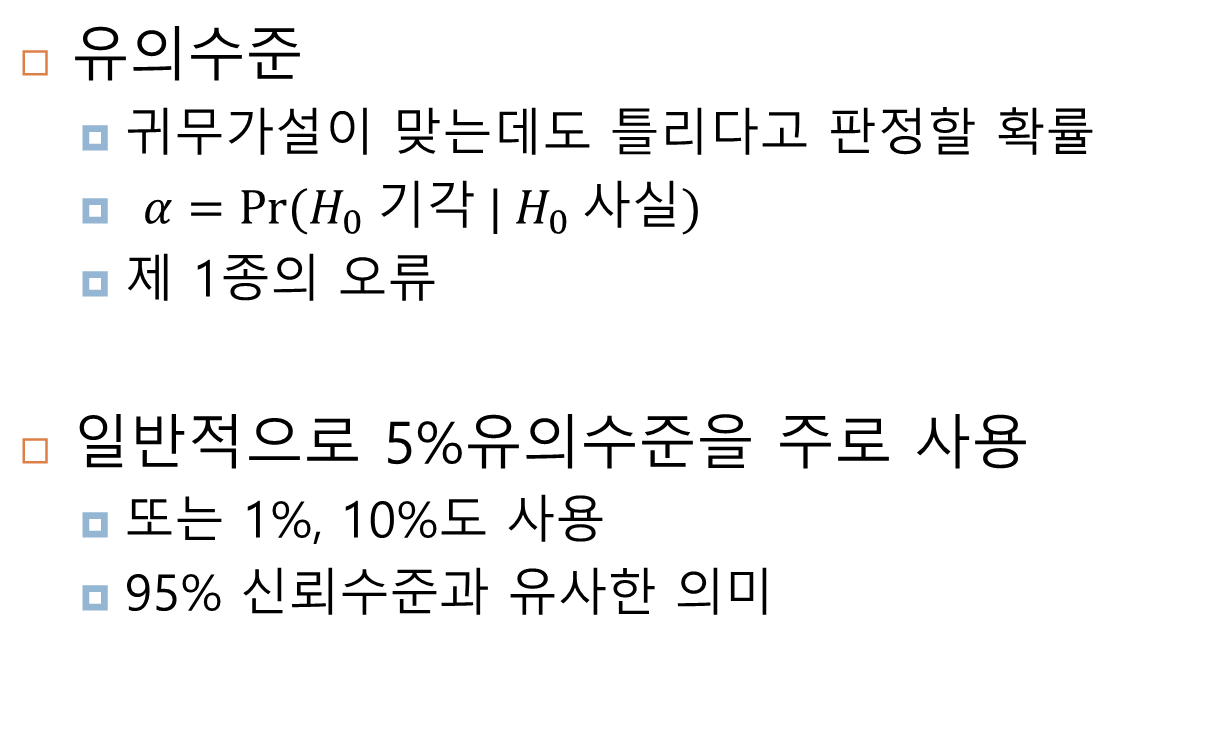 유의수준
귀무가설이 맞는데도 틀리다고 판정할 확률
α = Pr(H₀ 기각 | H₀ 사실)
제 1종의 오류
일반적으로 5%유의수준을 주로 사용
또는 1%, 10%도 사용
95% 신뢰수준과 유사한 의미